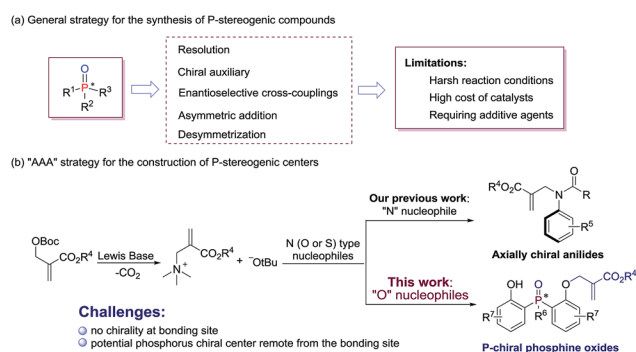 (a) General strategy for the synthesis of P-stereogenic compounds
O
R¹-P*-R³
R²
Resolution
Chiral auxiliary
Enantioselective cross-couplings
Asymmetric addition
Desymmetrization
Limitations:
Harsh reaction conditions
High cost of catalysts
Requiring additive agents
(b) "AAA" strategy for the construction of P-stereogenic centers
OBoc
CO₂R⁴
Lewis Base
-CO₂
CO₂R⁴
N⁺
+ ⁻OtBu
N (O or S) type
nucleophiles
Our previous work:
"N" nucleophile
R⁴O₂C
O
N
R
R⁵
Axially chiral anilides
This work:
"O" nucleophiles
OH
O
O
CO₂R⁴
P*
R⁷
R⁶
R⁷
P-chiral phosphine oxides
Challenges:
no chirality at bonding site
potential phosphorus chiral center remote from the bonding site